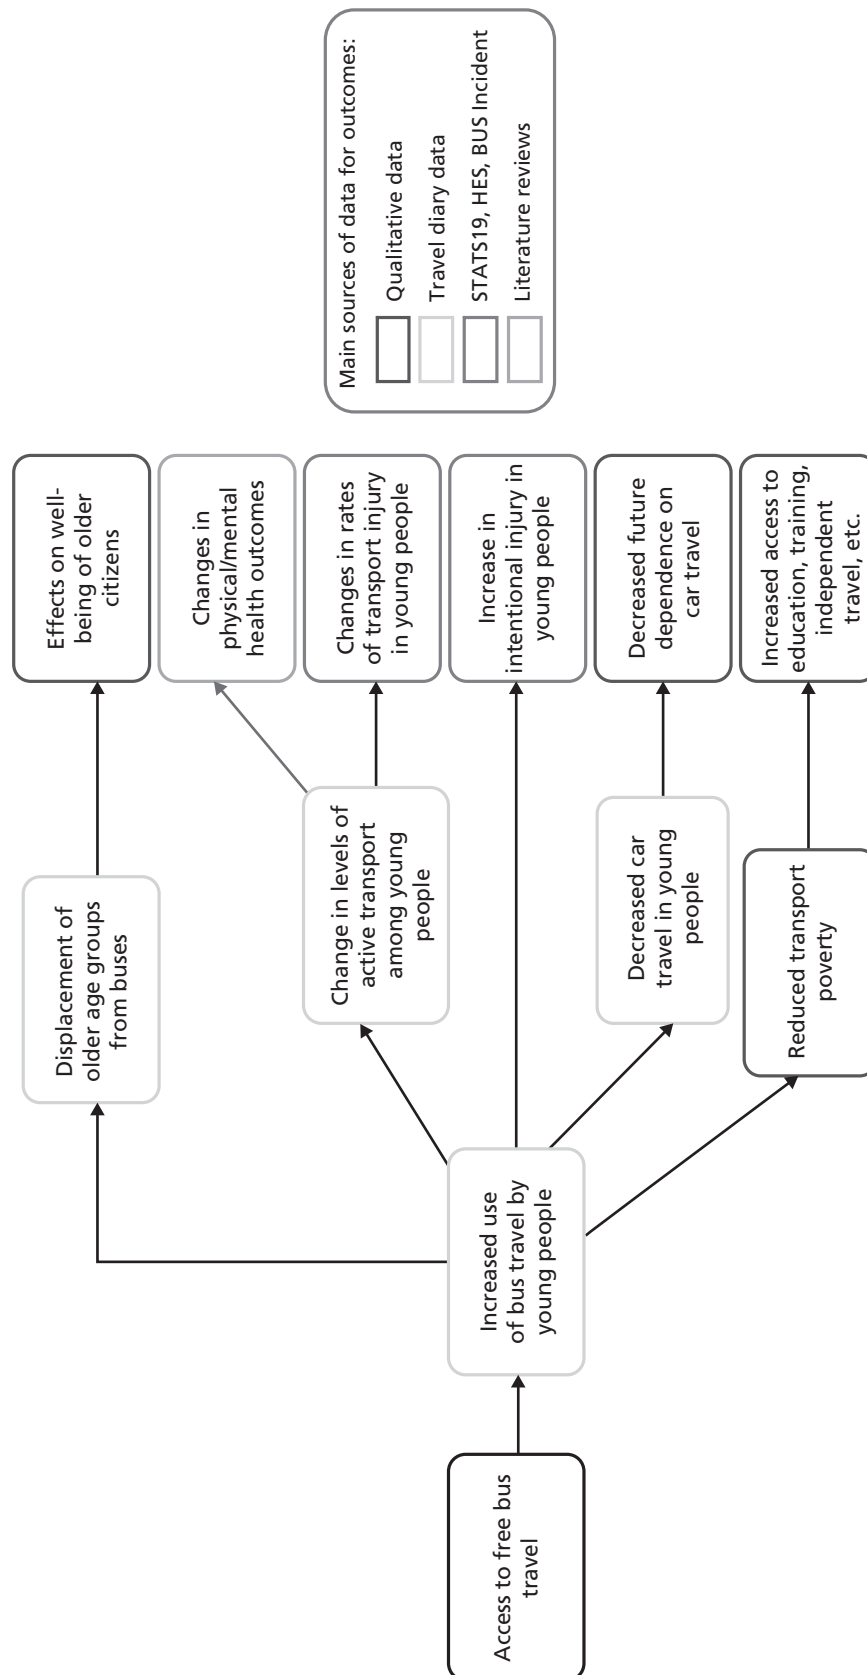 Access to free bus
travel
Increased use
of bus travel by
young people
Displacement of
older age groups
from buses
Change in levels of
active transport
among young
people
Decreased car
travel in young
people
Reduced transport
poverty
Effects on well-
being of older
citizens
Changes in
physical/mental
health outcomes
Changes in rates
of transport injury
in young people
Increase in
intentional injury in
young people
Decreased future
dependence on
car travel
Increased access to
education, training,
independent
travel, etc.
Main sources of data for outcomes:
Qualitative data
Travel diary data
STATS19, HES, BUS Incident
Literature reviews